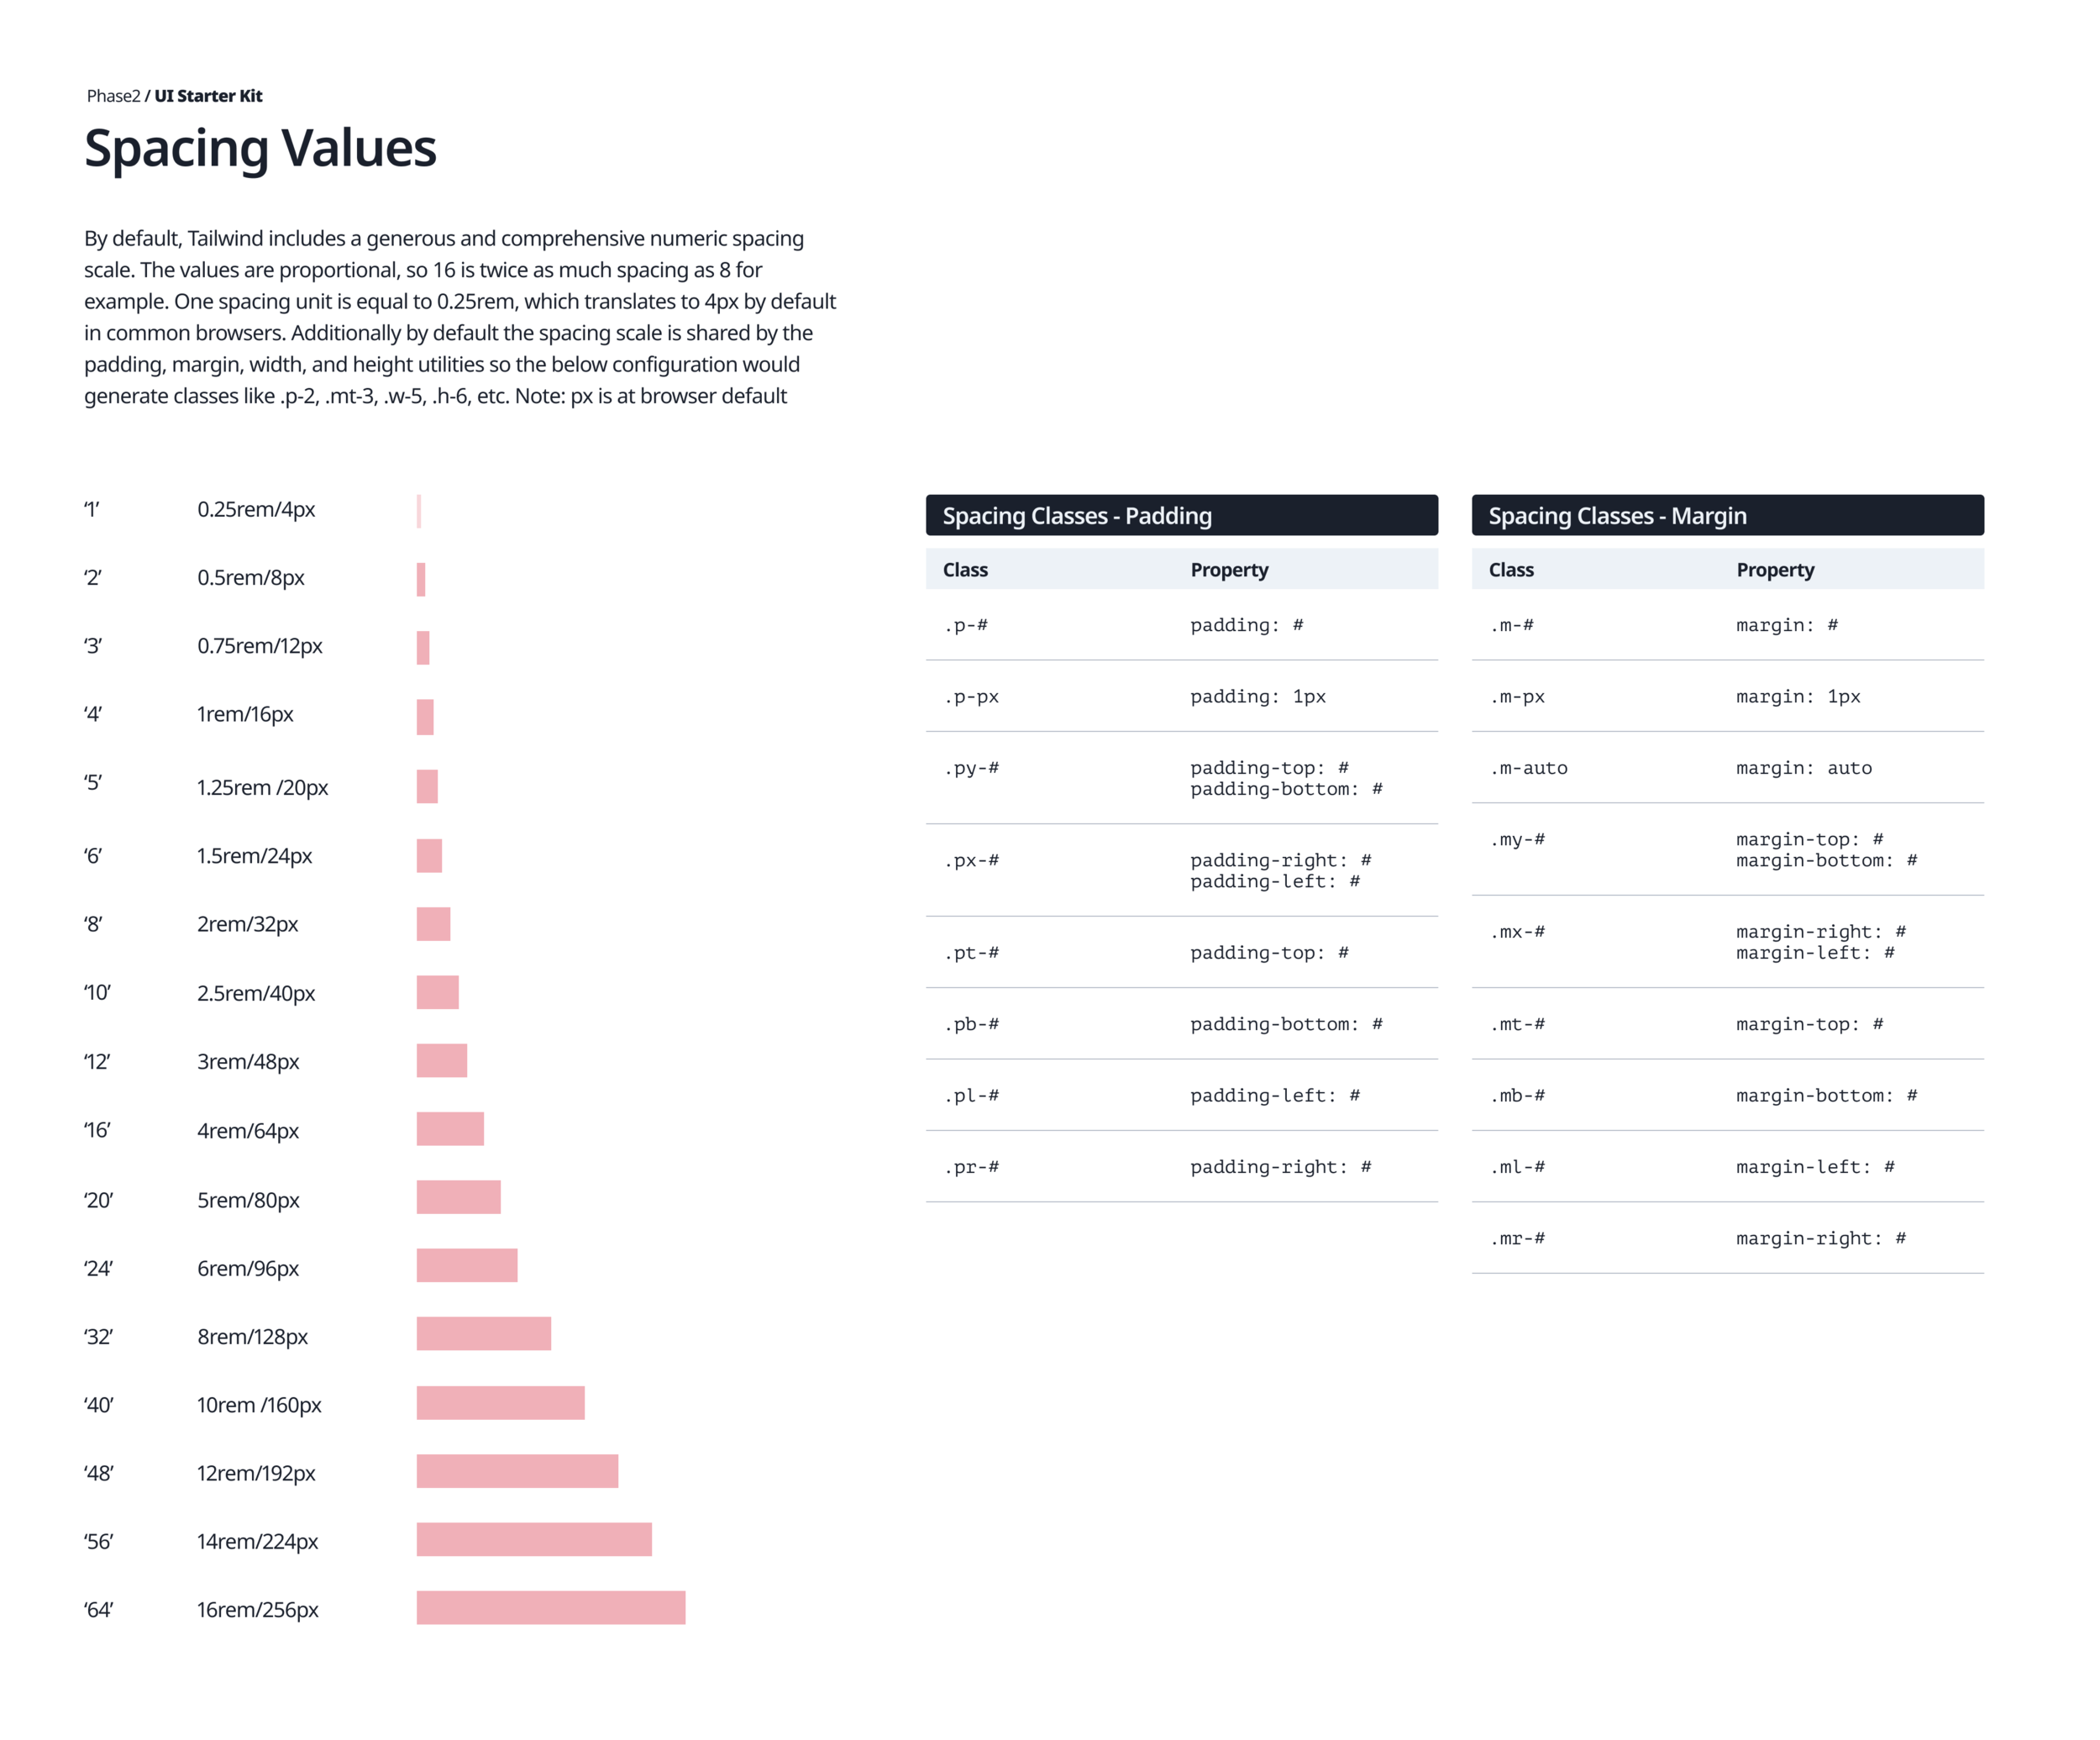 Phase2 / UI Starter Kit
Spacing Values
By default, Tailwind includes a generous and comprehensive numeric spacing
scale. The values are proportional, so 16 is twice as much spacing as 8 for
example. One spacing unit is equal to 0.25rem, which translates to 4px by default
in common browsers. Additionally by default the spacing scale is shared by the
padding, margin, width, and height utilities so the below configuration would
generate classes like .p-2, .mt-3, .w-5, .h-6, etc. Note: px is at browser default
‘1’ 0.25rem/4px
‘2’ 0.5rem/8px
‘3’ 0.75rem/12px
‘4’ 1rem/16px
‘5’ 1.25rem /20px
‘6’ 1.5rem/24px
‘8’ 2rem/32px
‘10’ 2.5rem/40px
‘12’ 3rem/48px
‘16’ 4rem/64px
‘20’ 5rem/80px
‘24’ 6rem/96px
‘32’ 8rem/128px
‘40’ 10rem /160px
‘48’ 12rem/192px
‘56’ 14rem/224px
‘64’ 16rem/256px
Spacing Classes - Padding
Class Property
.p-# padding: #
.p-px padding: 1px
.py-# padding-top: #
padding-bottom: #
.px-# padding-right: #
padding-left: #
.pt-# padding-top: #
.pb-# padding-bottom: #
.pl-# padding-left: #
.pr-# padding-right: #
Spacing Classes - Margin
Class Property
.m-# margin: #
.m-px margin: 1px
.m-auto margin: auto
.my-# margin-top: #
margin-bottom: #
.mx-# margin-right: #
margin-left: #
.mt-# margin-top: #
.mb-# margin-bottom: #
.ml-# margin-left: #
.mr-# margin-right: #